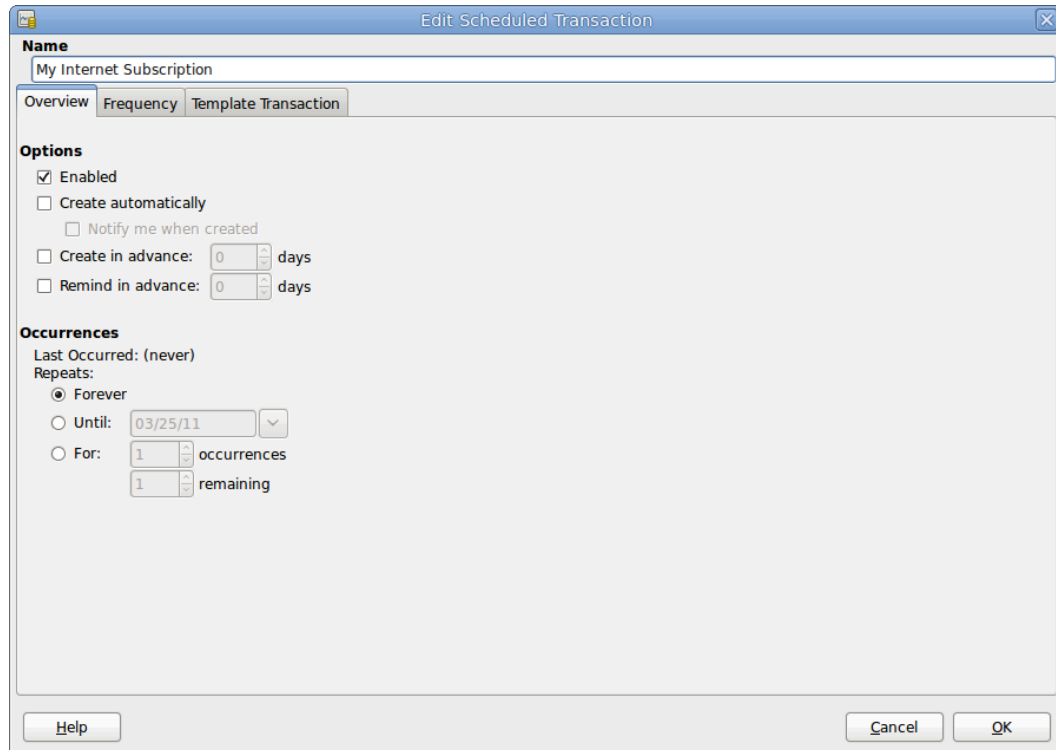 Edit Scheduled Transaction
Name
My Internet Subscription
Overview Frequency Template Transaction
Options
Enabled
Create automatically
Notify me when created
Create in advance: 0 days
Remind in advance: 0 days
Occurrences
Last Occurred: (never)
Repeats:
Forever
Until: 03/25/11
For: 1 occurrences
1 remaining
Help Cancel OK